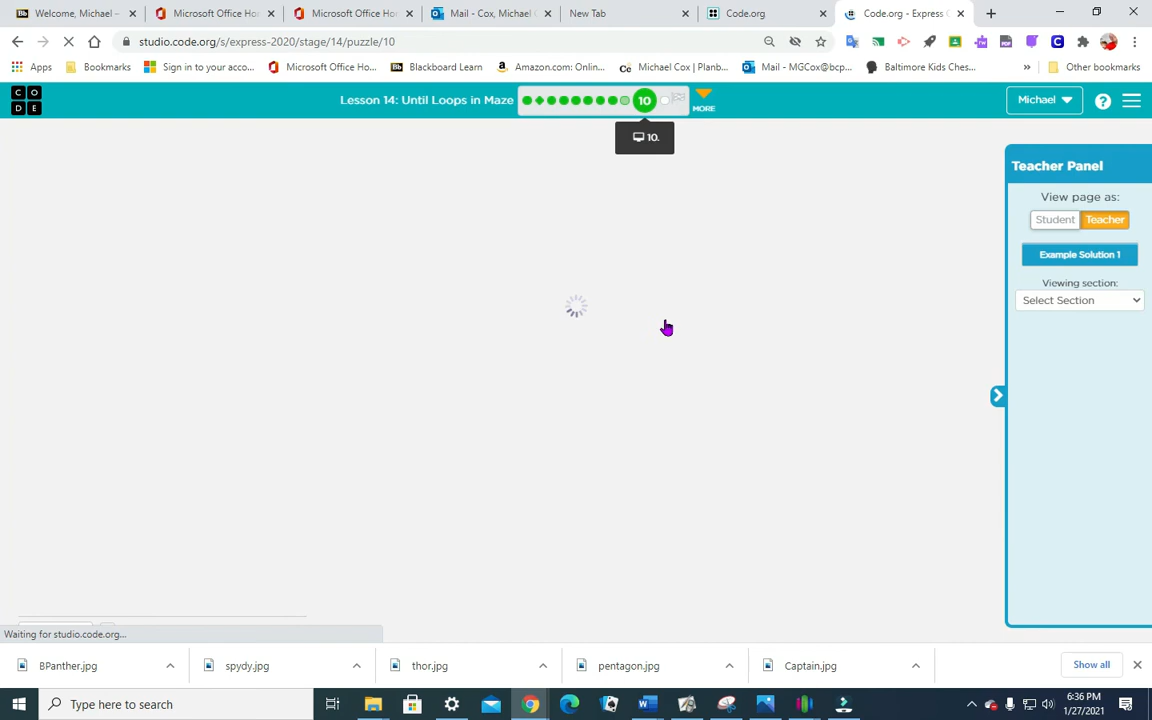 Welcome, Michael –
Microsoft Office Ho
Microsoft Office Ho
Mail - Cox, Michael
New Tab
Code.org
Code.org - Express
studio.code.org/s/express-2020/stage/14/puzzle/10
Apps
Bookmarks
Sign in to your acco...
Microsoft Office Ho...
Bb
Blackboard Learn
Amazon.com: Onlin...
Cc
Michael Cox | Planb...
Mail - MGCox@bcp...
Baltimore Kids Ches...
»
Other bookmarks
C O
D E
Lesson 14: Until Loops in Maze
10
MORE
Michael
?
10.
Teacher Panel
View page as:
Student
Teacher
Example Solution 1
Viewing section:
Select Section
Waiting for studio.code.org...
BPanther.jpg
spydy.jpg
thor.jpg
pentagon.jpg
Captain.jpg
Show all
Type here to search
6:36 PM
1/27/2021